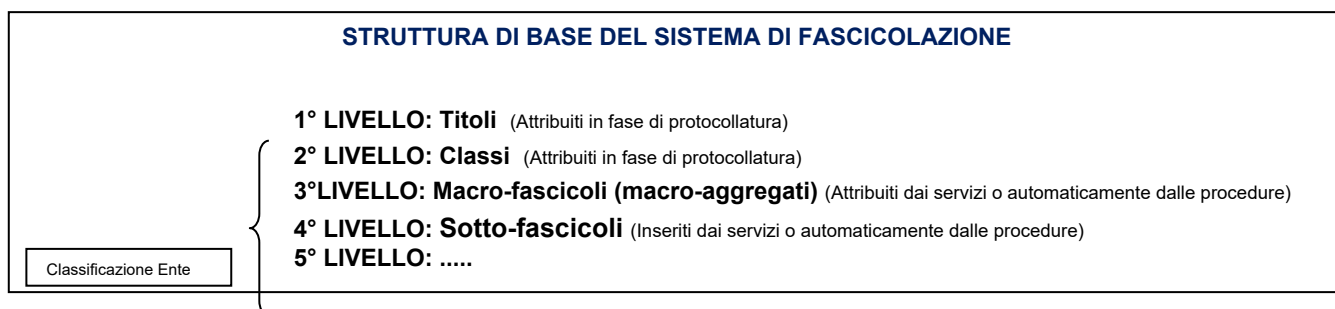 STRUTTURA DI BASE DEL SISTEMA DI FASCICOLAZIONE
1° LIVELLO: Titoli (Attribuiti in fase di protocollatura)
2° LIVELLO: Classi (Attribuiti in fase di protocollatura)
3°LIVELLO: Macro-fascicoli (macro-aggregati) (Attribuiti dai servizi o automaticamente dalle procedure)
4° LIVELLO: Sotto-fascicoli (Inseriti dai servizi o automaticamente dalle procedure)
5° LIVELLO: .....
Classificazione Ente